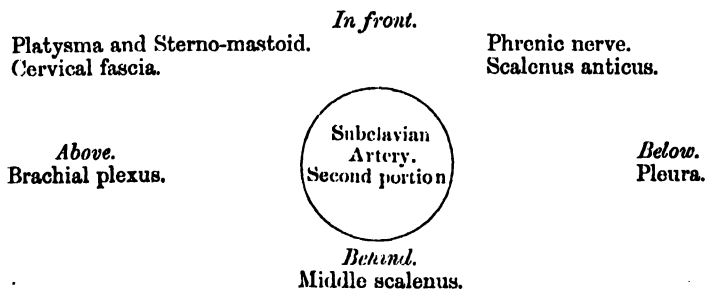 In front.
Platysma and Sterno-mastoid.
Cervical fascia.
Phrenic nerve.
Scalenus anticus.
Above.
Brachial plexus.
Subclavian
Artery.
Second portion
Below.
Pleura.
Behind.
Middle scalenus.